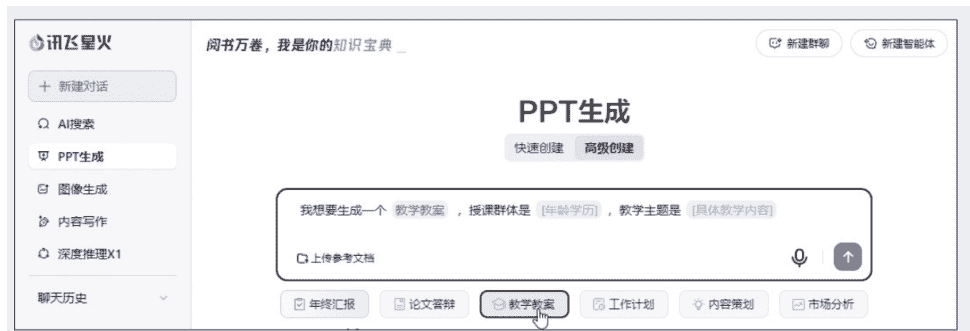 讯飞星火
阅书万卷，我是你的知识宝典 _
新建群聊
新建智能体
+ 新建对话
AI搜索
PPT生成
图像生成
内容写作
深度推理X1
聊天历史
PPT生成
快速创建 高级创建
我想要生成一个 教学教案 ，授课群体是 [年龄学历] ，教学主题是 [具体教学内容]
上传参考文档
年终汇报 论文答辩 教学教案 工作计划 内容策划 市场分析